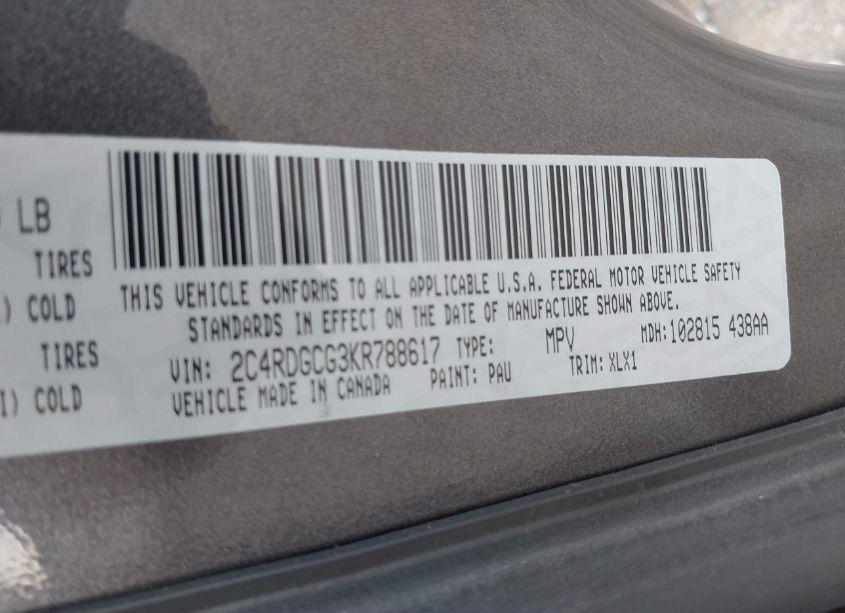 LB
TIRES
COLD
TIRES
COLD
THIS VEHICLE CONFORMS TO ALL APPLICABLE U.S.A. FEDERAL MOTOR VEHICLE SAFETY
STANDARDS IN EFFECT ON THE DATE OF MANUFACTURE SHOWN ABOVE.
VIN: 2C4RDGCG3KR788617 TYPE: MPV MDH:102815 438AA
VEHICLE MADE IN CANADA PAINT: PAU TRIM: XLX1